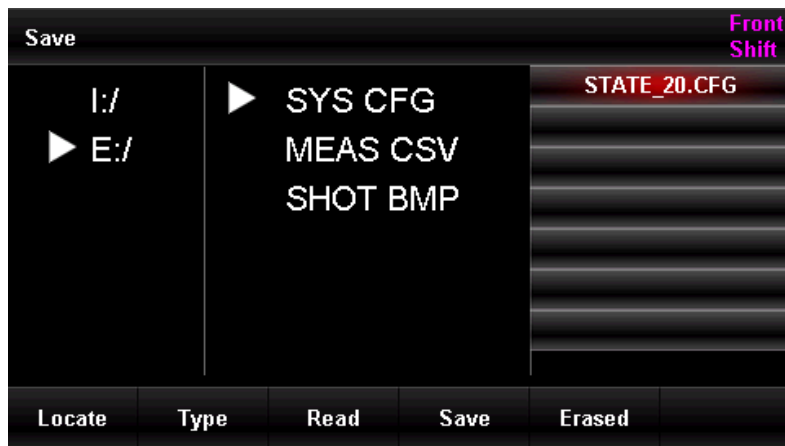 Save
Front
Shift
I:/
E:/
SYS CFG
MEAS CSV
SHOT BMP
STATE_20.CFG
Locate Type Read Save Erased